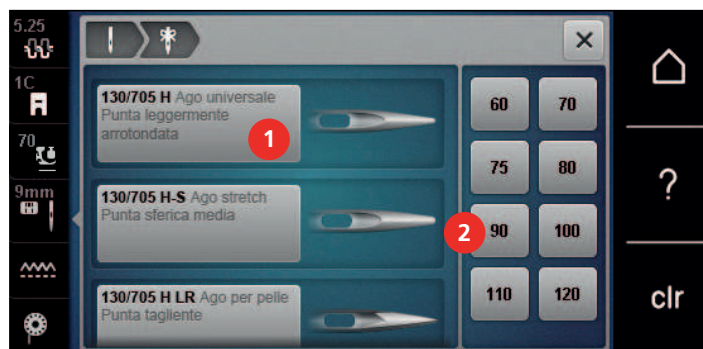 5.25
1C
70
9mm
130/705 H Ago universale
Punta leggermente
arrotondata
1
130/705 H-S Ago stretch
Punta sferica media
130/705 H LR Ago per pelle
Punta tagliente
2
60 70
75 80
90 100
110 120
?
clr